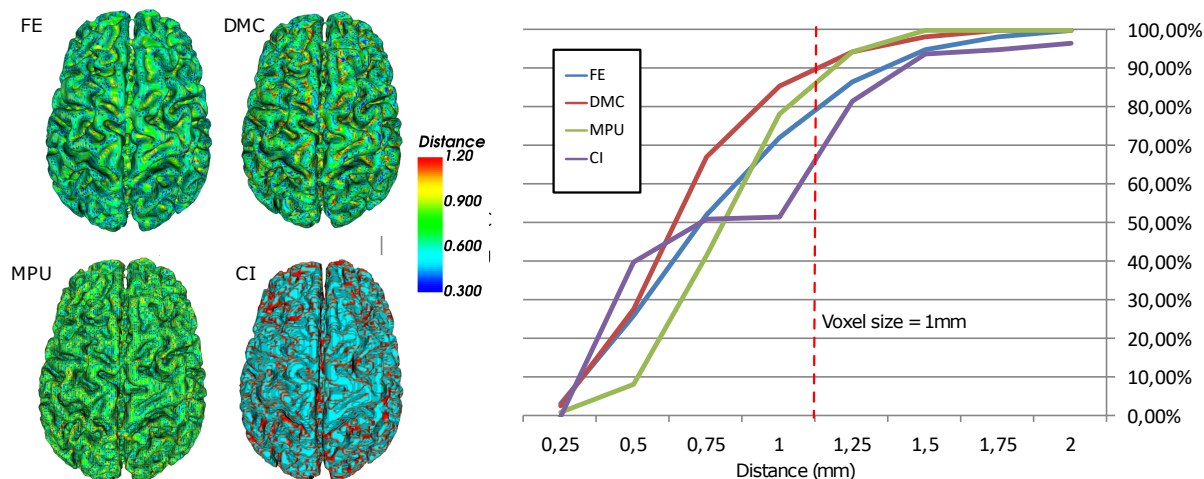 FE
DMC
Distance
1.20
0.900
0.600
0.300
MPU
CI
FE
DMC
MPU
CI
Voxel size = 1mm
100,00%
90,00%
80,00%
70,00%
60,00%
50,00%
40,00%
30,00%
20,00%
10,00%
0,00%
0,25 0,5 0,75 1 1,25 1,5 1,75 2
Distance (mm)